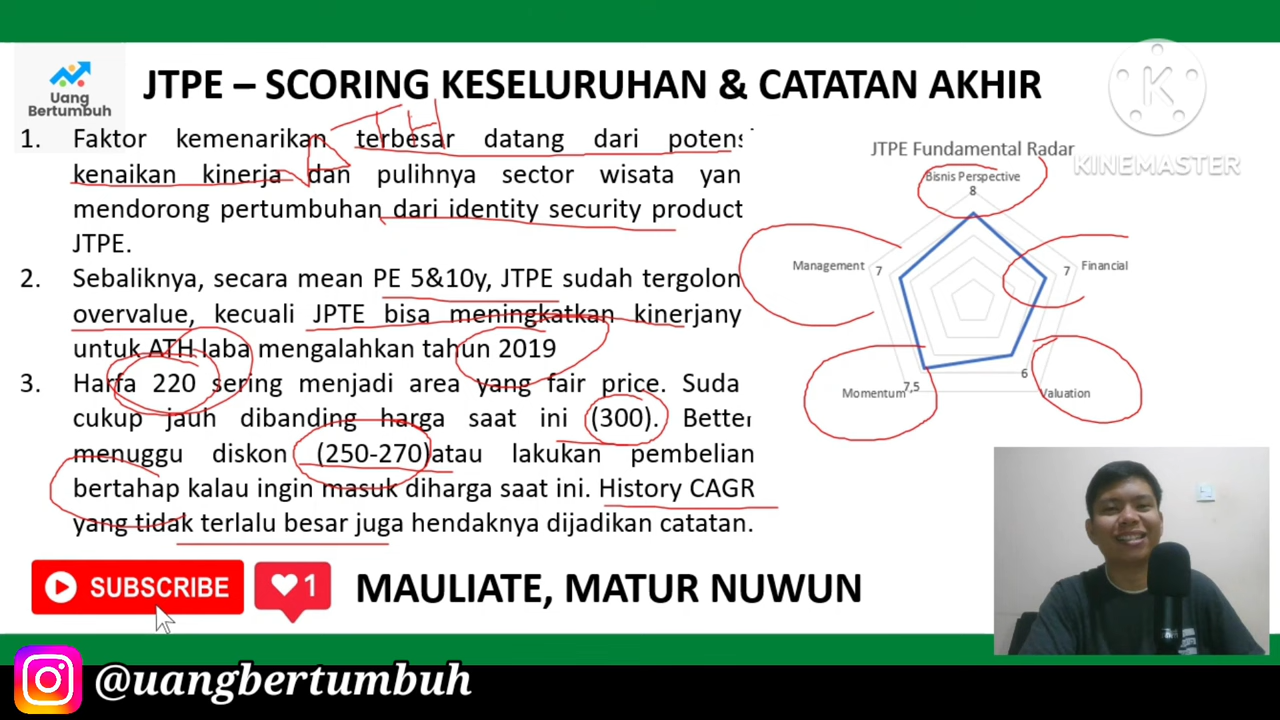 Uang
Bertumbuh
JTPE – SCORING KESELURUHAN & CATATAN AKHIR
ATH
1. Faktor kemenarikan terbesar datang dari potens
kenaikan kinerja dan pulihnya sector wisata yan
mendorong pertumbuhan dari identity security product
JTPE.
2. Sebaliknya, secara mean PE 5&10y, JTPE sudah tergolon
overvalue, kecuali JPTE bisa meningkatkan kinerjany
untuk ATH laba mengalahkan tahun 2019
3. Harfa 220 sering menjadi area yang fair price. Suda
cukup jauh dibanding harga saat ini (300). Better
menuggu diskon (250-270)atau lakukan pembelian
bertahap kalau ingin masuk diharga saat ini. History CAGR
yang tidak terlalu besar juga hendaknya dijadikan catatan.
K
KINEMASTER
JTPE Fundamental Radar
Bisnis Perspective
8
Management 7
7 Financial
Momentum 7,5
6
Valuation
SUBSCRIBE
1
MAULIATE, MATUR NUWUN
@uangbertumbuh